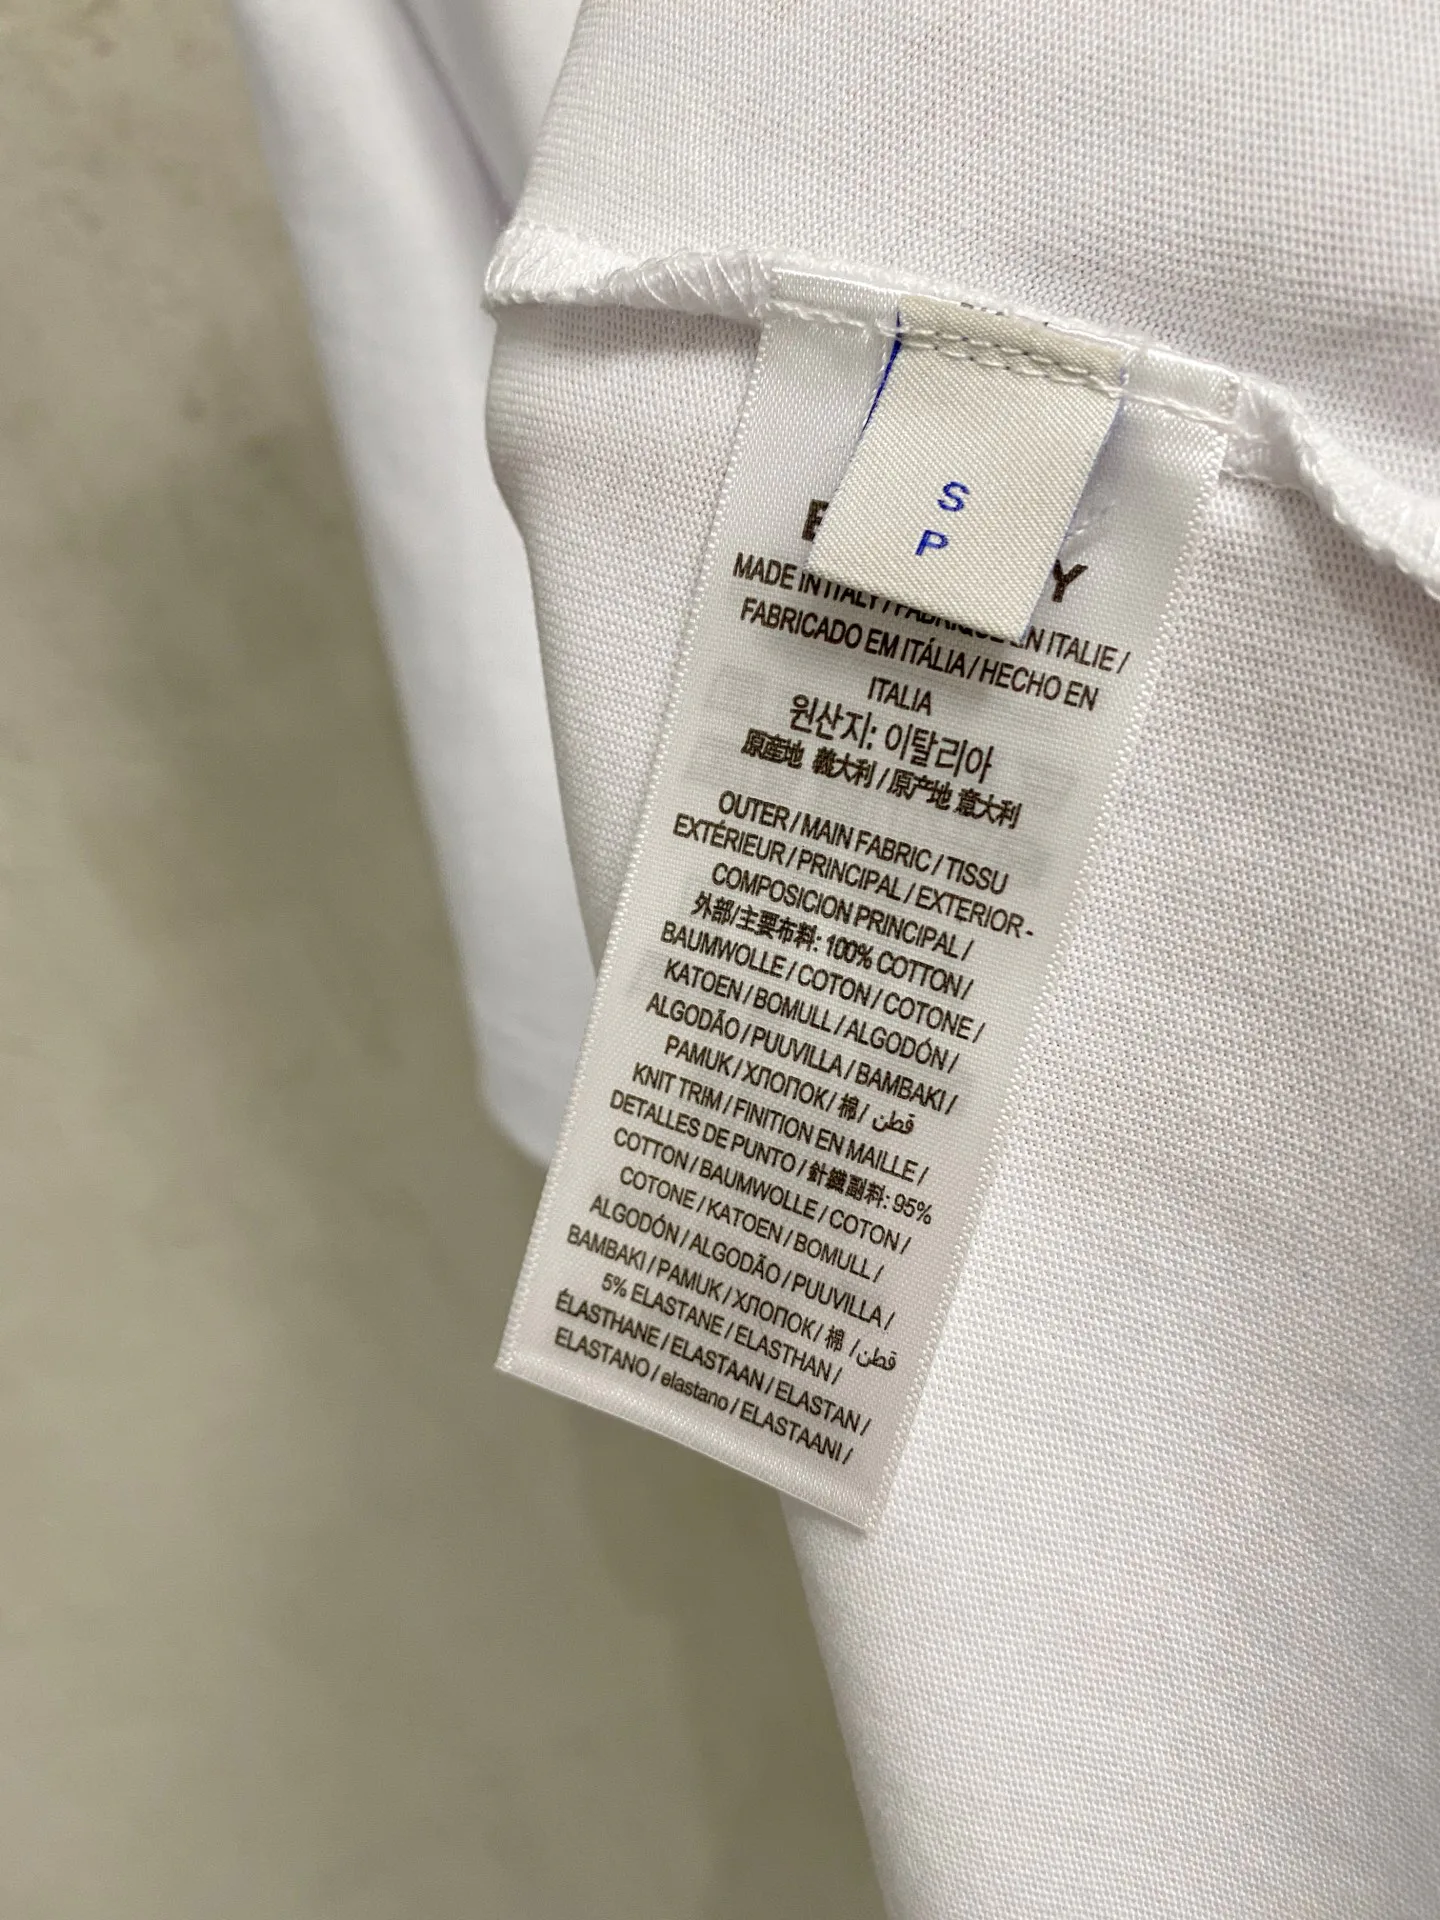 S
P
MADE IN ITALY / FABRIQUÉ EN ITALIE /
FABRICADO EM ITÁLIA / HECHO EN
ITALIA
원산지: 이탈리아
原産地 義大利 / 原产地 意大利
OUTER / MAIN FABRIC / TISSU
EXTÉRIEUR / PRINCIPAL / EXTERIOR -
COMPOSICION PRINCIPAL /
外部/主要布料: 100% COTTON /
BAUMWOLLE / COTON / COTONE /
KATOEN / BOMULL / ALGODÓN /
ALGODÃO / PUUVILLA / BAMBAKI /
PAMUK / ХЛОПОК / 棉 / قطن
KNIT TRIM / FINITION EN MAILLE /
DETALLES DE PUNTO / 針織副料: 95%
COTTON / BAUMWOLLE / COTON /
COTONE / KATOEN / BOMULL /
ALGODÓN / ALGODÃO / PUUVILLA /
BAMBAKI / PAMUK / ХЛОПОК / 棉 / قطن
5% ELASTANE / ELASTHAN /
ÉLASTHANE / ELASTAAN / ELASTAN /
ELASTANO / elastano / ELASTAANI /